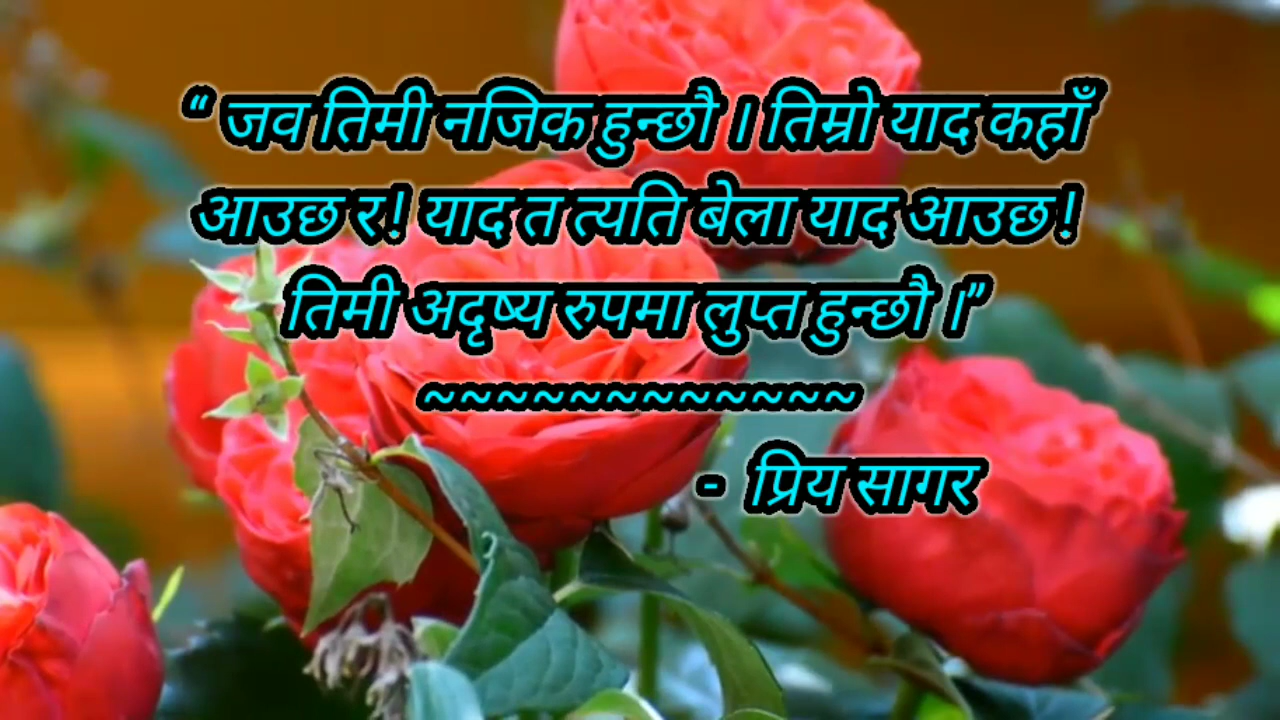 “ जव तिमी नजिक हुन्छौ । तिम्रो याद कहाँ
आउछ र! याद त त्यति बेला याद आउछ!
तिमी अदृष्य रुपमा लुप्त हुन्छौ ।”
~~~~~~~~~~~~~
- प्रिय सागर